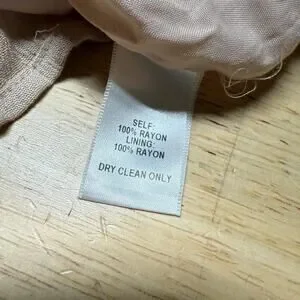 SELF:
100% RAYON
LINING:
100% RAYON
DRY CLEAN ONLY